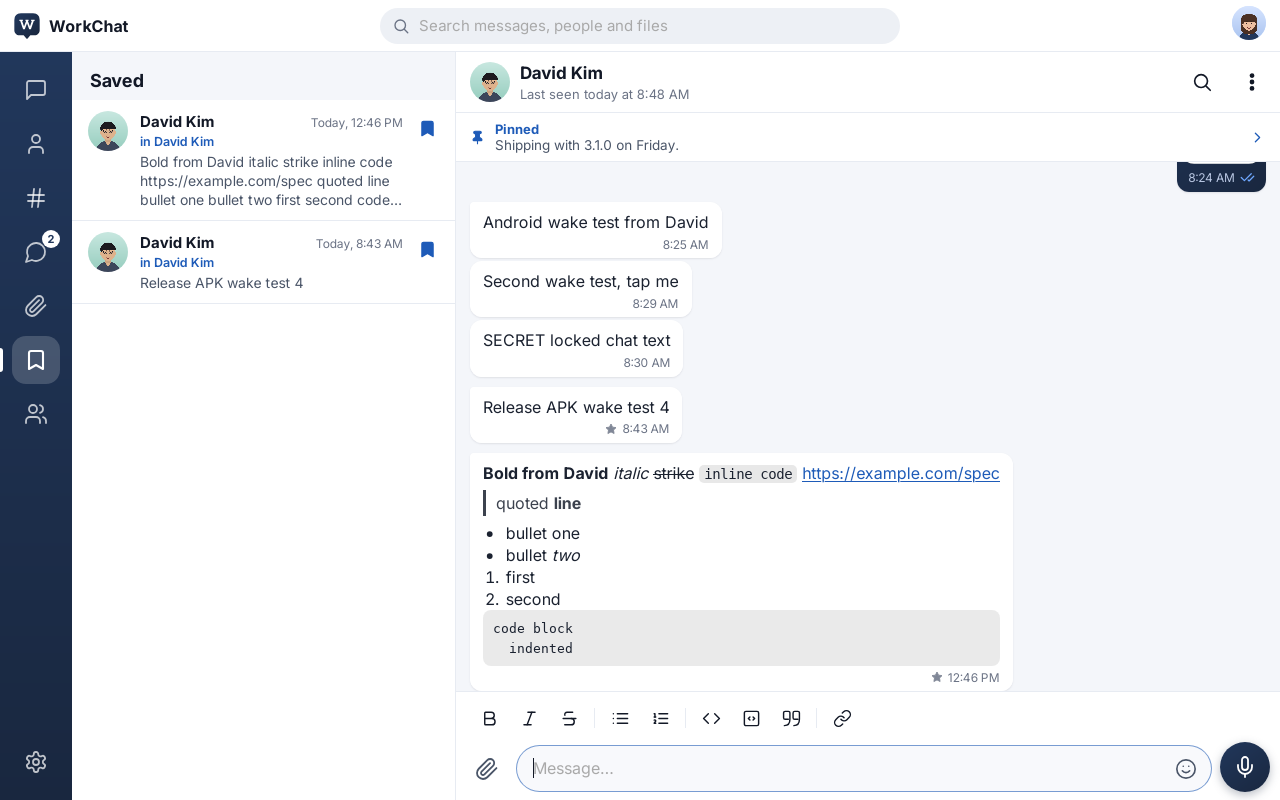 W WorkChat
Search messages, people and files
Saved
David Kim
Today, 12:46 PM
in David Kim
Bold from David italic strike inline code
https://example.com/spec quoted line
bullet one bullet two first second code...
David Kim
Today, 8:43 AM
in David Kim
Release APK wake test 4
2
David Kim
Last seen today at 8:48 AM
Pinned
Shipping with 3.1.0 on Friday.
8:24 AM
Android wake test from David
8:25 AM
Second wake test, tap me
8:29 AM
SECRET locked chat text
8:30 AM
Release APK wake test 4
8:43 AM
Bold from David italic strike inline code https://example.com/spec
quoted line
• bullet one
• bullet two
1. first
2. second
code block
  indented
12:46 PM
Message...